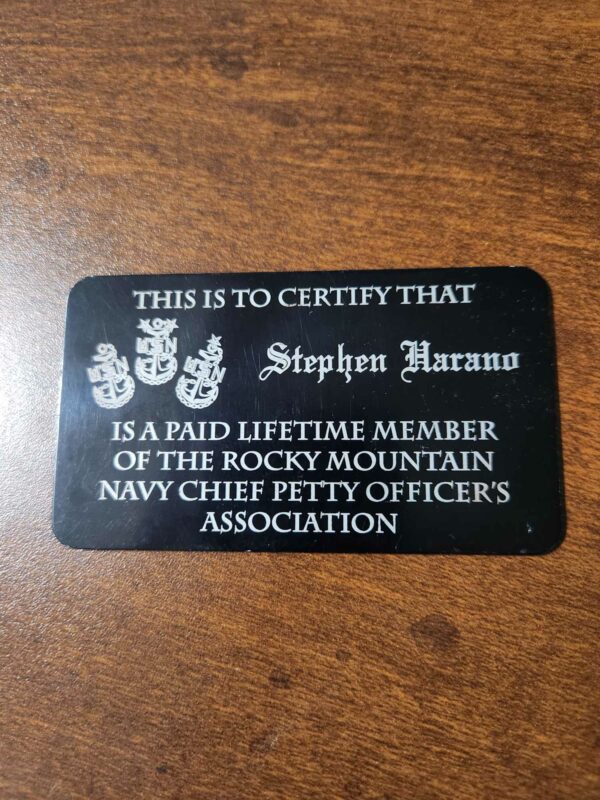 THIS IS TO CERTIFY THAT
Stephen Harano
IS A PAID LIFETIME MEMBER
OF THE ROCKY MOUNTAIN
NAVY CHIEF PETTY OFFICER'S
ASSOCIATION